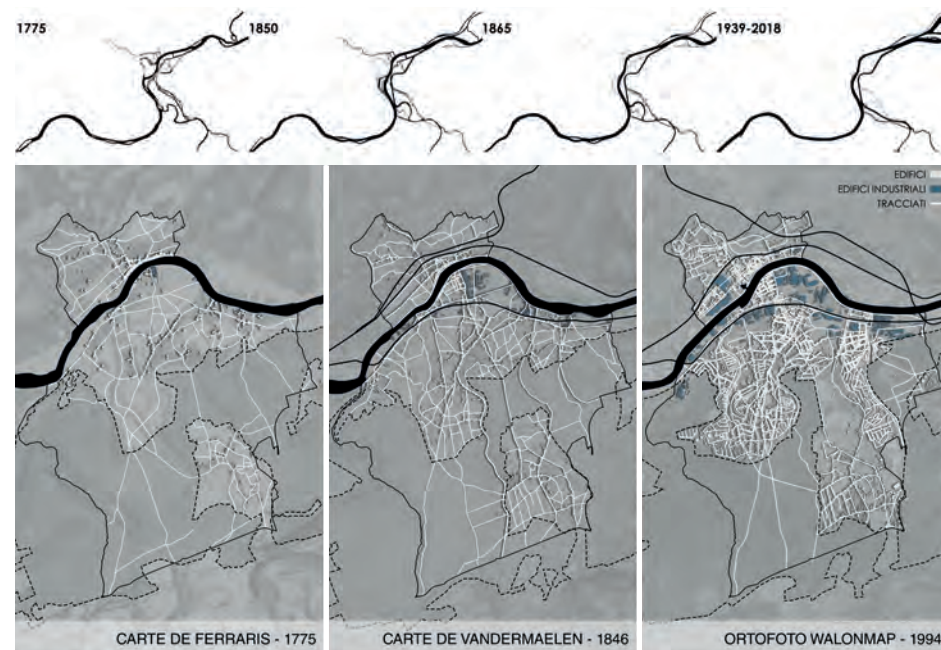 1775
1850
1865
1939-2018
EDIFICI
EDIFICI INDUSTRIALI
TRACCIATI
CARTE DE FERRARIS - 1775
CARTE DE VANDERMAELEN - 1846
ORTOFOTO WALONMAP - 1994